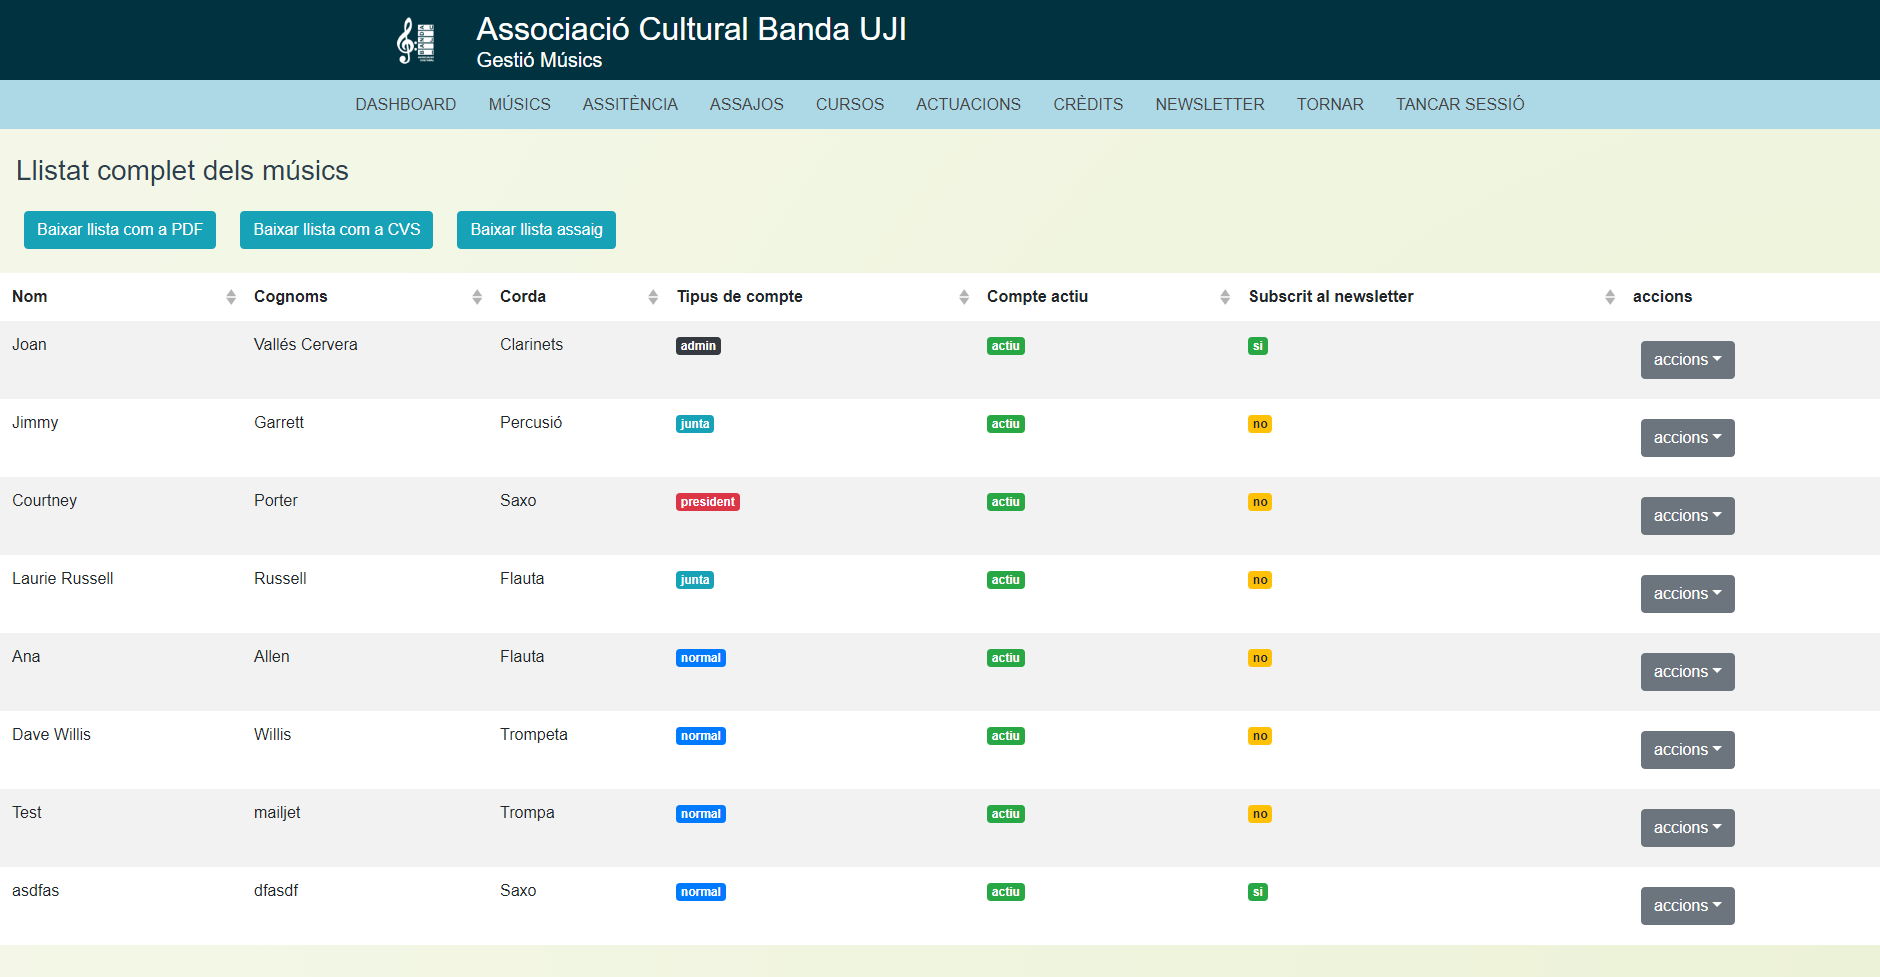 Associació Cultural Banda UJI
Gestió Músics
DASHBOARD MÚSICS ASSITÈNCIA ASSAJOS CURSOS ACTUACIONS CRÈDITS NEWSLETTER TORNAR TANCAR SESSIÓ
Llistat complet dels músics
Baixar llista com a PDF Baixar llista com a CVS Baixar llista assaig
Nom Cognoms Corda Tipus de compte Compte actiu Subscrit al newsletter accions
Joan Vallés Cervera Clarinets admin actiu si accions
Jimmy Garrett Percusió junta actiu no accions
Courtney Porter Saxo president actiu no accions
Laurie Russell Russell Flauta junta actiu no accions
Ana Allen Flauta normal actiu no accions
Dave Willis Willis Trompeta normal actiu no accions
Test mailjet Trompa normal actiu no accions
asdfas dfasdf Saxo normal actiu si accions